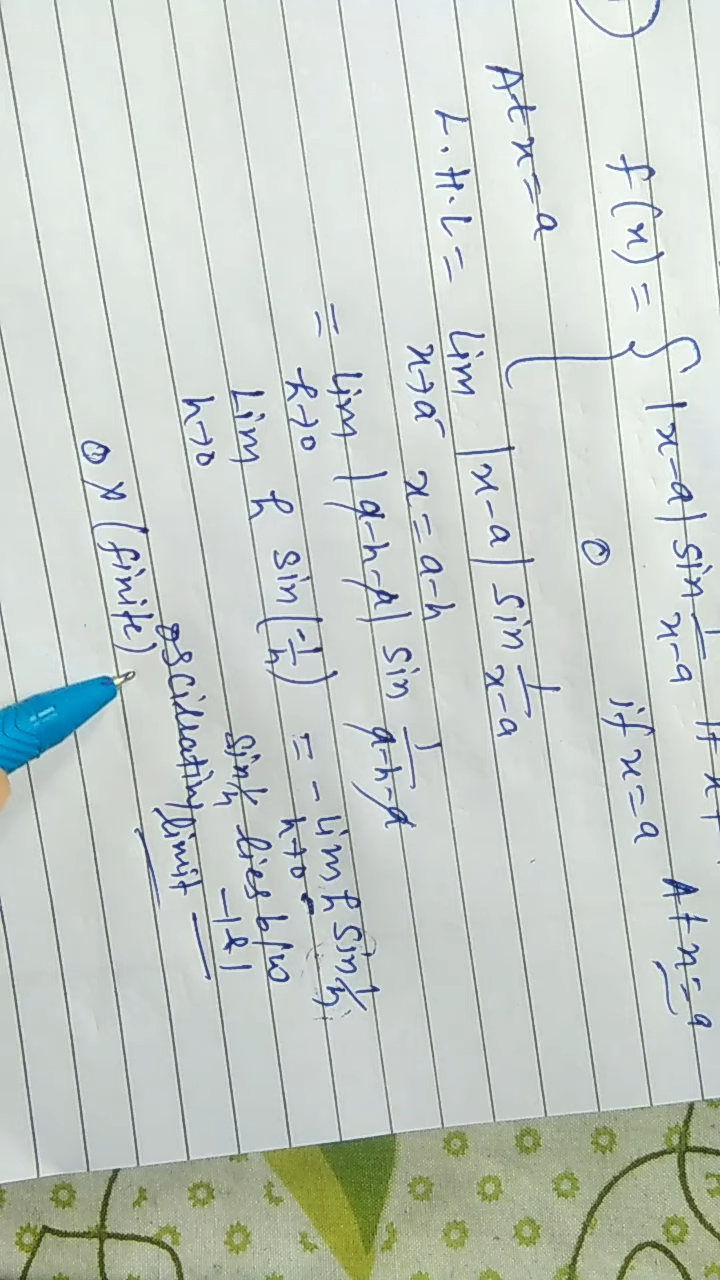 f(x) = { |x-a| sin 1/x-a if x≠
0 if x = a At x = a
At x = a
L.H.L = lim x→a⁻ |x-a| sin 1/x-a
x = a-h
= lim h→0 |a-h-a| sin 1/a-h-a
lim h→0 h sin(-1/h) = - lim h→0 h sin 1/h
sin 1/h lies b/w -1 & 1
oscillating limit
0 × (finite)